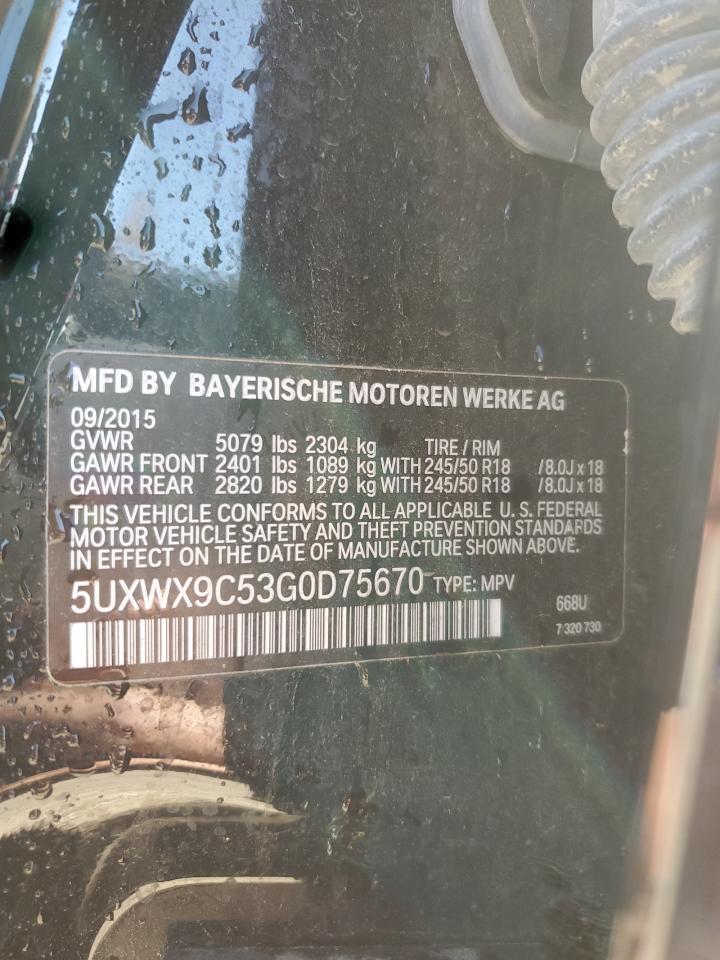 MFD BY BAYERISCHE MOTOREN WERKE AG
09/2015
GVWR 5079 lbs 2304 kg TIRE / RIM
GAWR FRONT 2401 lbs 1089 kg WITH 245/50 R18 /8.0J x 18
GAWR REAR 2820 lbs 1279 kg WITH 245/50 R18 /8.0J x 18
THIS VEHICLE CONFORMS TO ALL APPLICABLE U. S. FEDERAL
MOTOR VEHICLE SAFETY AND THEFT PREVENTION STANDARDS
IN EFFECT ON THE DATE OF MANUFACTURE SHOWN ABOVE.
5UXWX9C53G0D75670 TYPE: MPV
668U
7 320 730